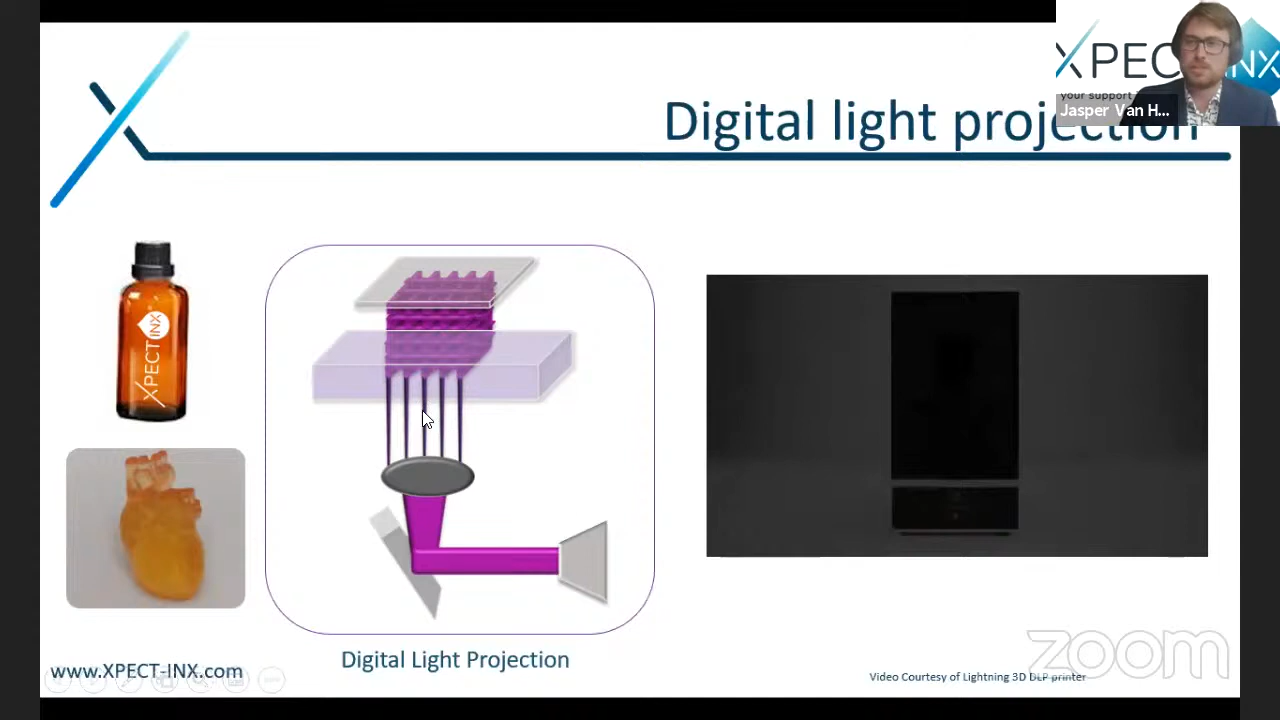 XPECT INX
your support
Jasper Van H...
Digital light projection
XPECT INX
Digital Light Projection
www.XPECT-INX.com
Video Courtesy of Lightning 3D DLP printer
zoom